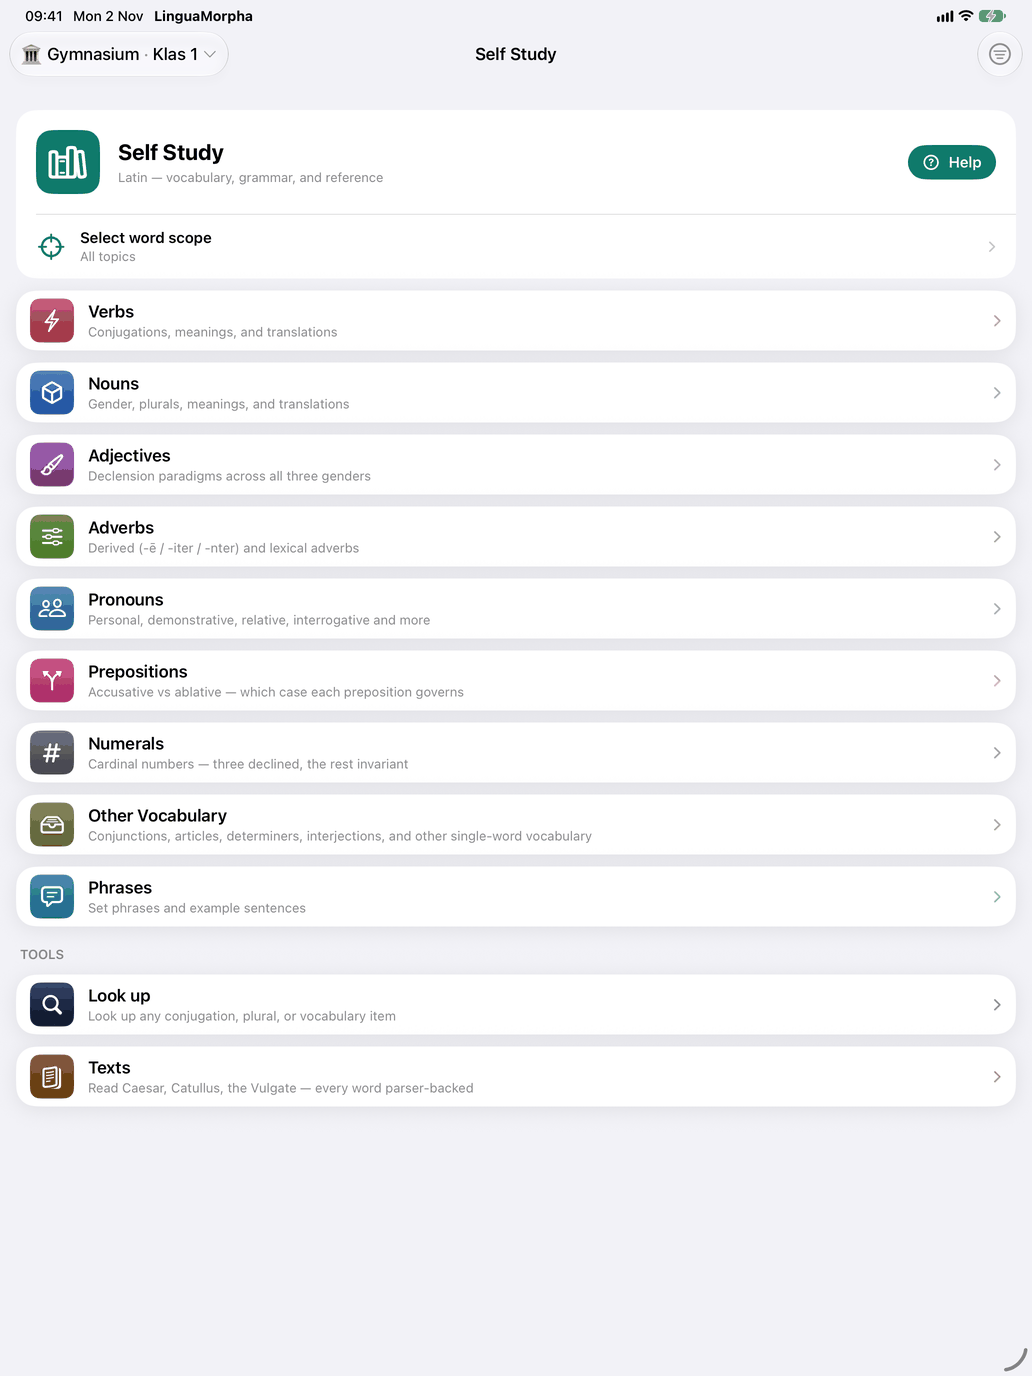 09:41 Mon 2 Nov LinguaMorpha
Gymnasium · Klas 1
Self Study
Self Study
Latin — vocabulary, grammar, and reference
Help
Select word scope
All topics
Verbs
Conjugations, meanings, and translations
Nouns
Gender, plurals, meanings, and translations
Adjectives
Declension paradigms across all three genders
Adverbs
Derived (-ē / -iter / -nter) and lexical adverbs
Pronouns
Personal, demonstrative, relative, interrogative and more
Prepositions
Accusative vs ablative — which case each preposition governs
Numerals
Cardinal numbers — three declined, the rest invariant
Other Vocabulary
Conjunctions, articles, determiners, interjections, and other single-word vocabulary
Phrases
Set phrases and example sentences
TOOLS
Look up
Look up any conjugation, plural, or vocabulary item
Texts
Read Caesar, Catullus, the Vulgate — every word parser-backed